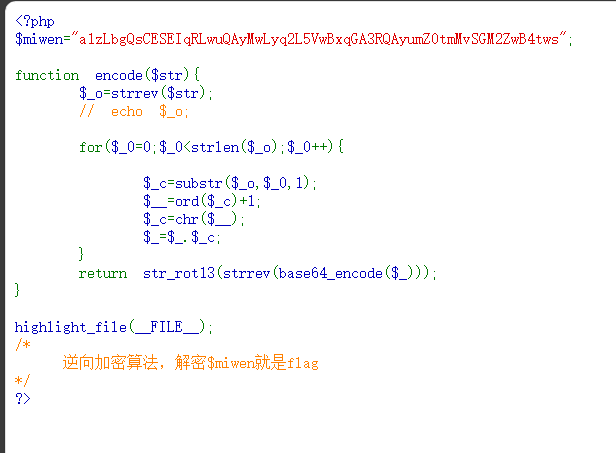 <?php
$miwen="a1zLbgQsCESEIqRLwuQAyMwLyq2L5VwBxqGA3RQAyumZ0tmMvSGM2ZwB4tws";
function encode($str){
$_o=strrev($str);
// echo $_o;
for($_0=0;$_0<strlen($_o);$_0++){
$_c=substr($_o,$_0,1);
$__=ord($_c)+1;
$_c=chr($__);
$_=$_.$_c;
}
return str_rot13(strrev(base64_encode($_)));
}
highlight_file(__FILE__);
/*
逆向加密算法，解密$miwen就是flag
*/
?>